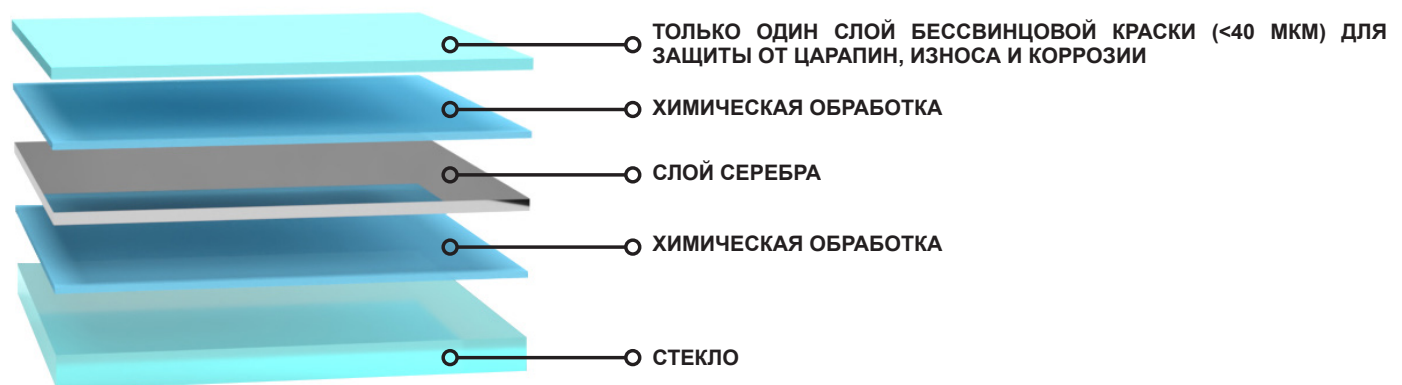 ТОЛЬКО ОДИН СЛОЙ БЕССВИНЦОВОЙ КРАСКИ (<40 МКМ) ДЛЯ
ЗАЩИТЫ ОТ ЦАРАПИН, ИЗНОСА И КОРРОЗИИ
ХИМИЧЕСКАЯ ОБРАБОТКА
СЛОЙ СЕРЕБРА
ХИМИЧЕСКАЯ ОБРАБОТКА
СТЕКЛО